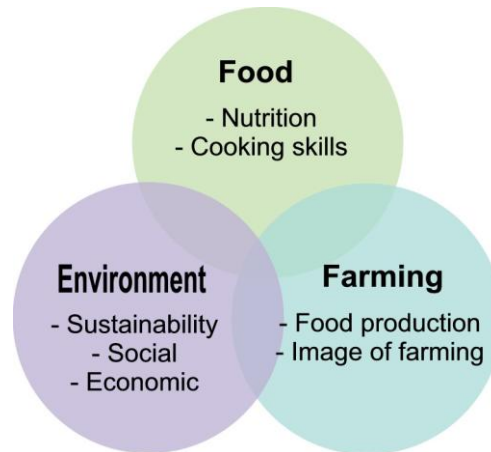 Food
- Nutrition
- Cooking skills
Environment
- Sustainability
- Social
- Economic
Farming
- Food production
- Image of farming